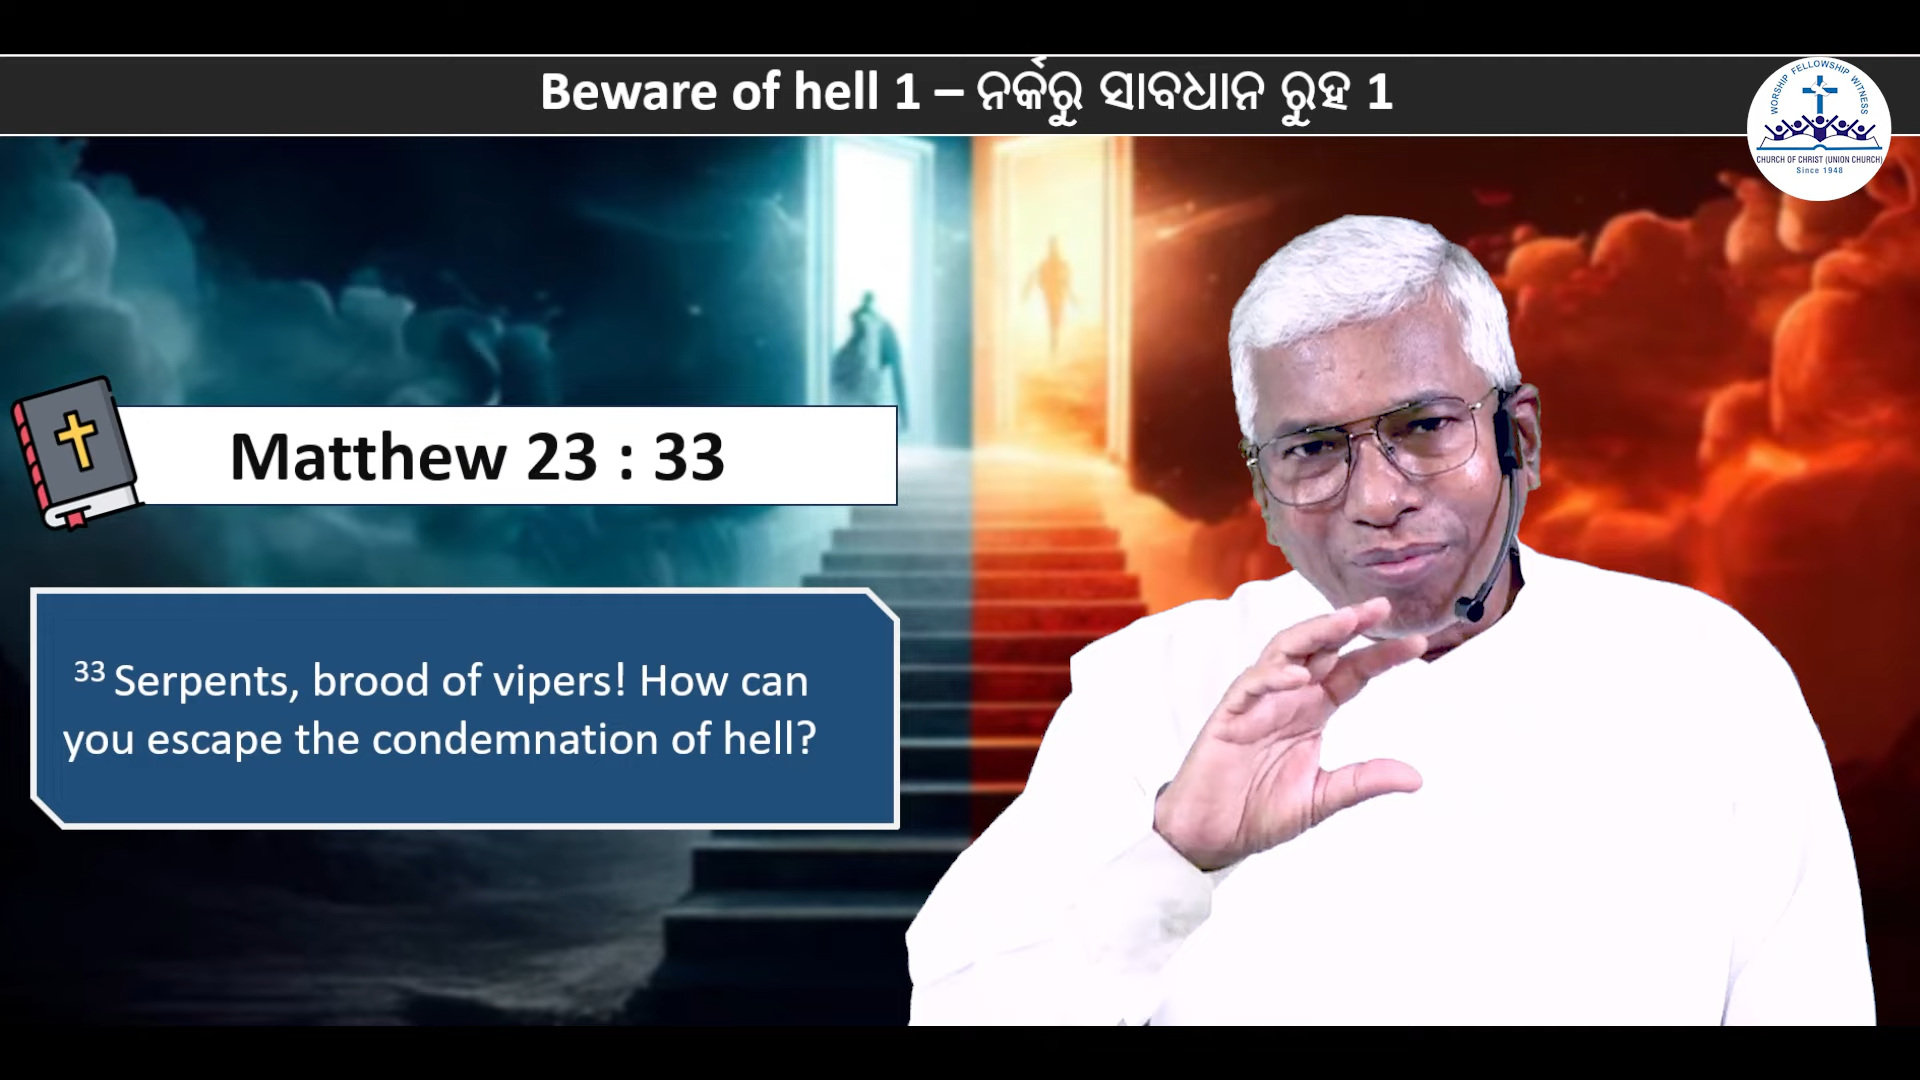 Beware of hell 1 – ନର୍କରୁ ସାବଧାନ ରୁହ 1
WORSHIP FELLOWSHIP WITNESS
CHURCH OF CHRIST (UNION CHURCH)
Since 1948
Matthew 23 : 33
33 Serpents, brood of vipers! How can
you escape the condemnation of hell?